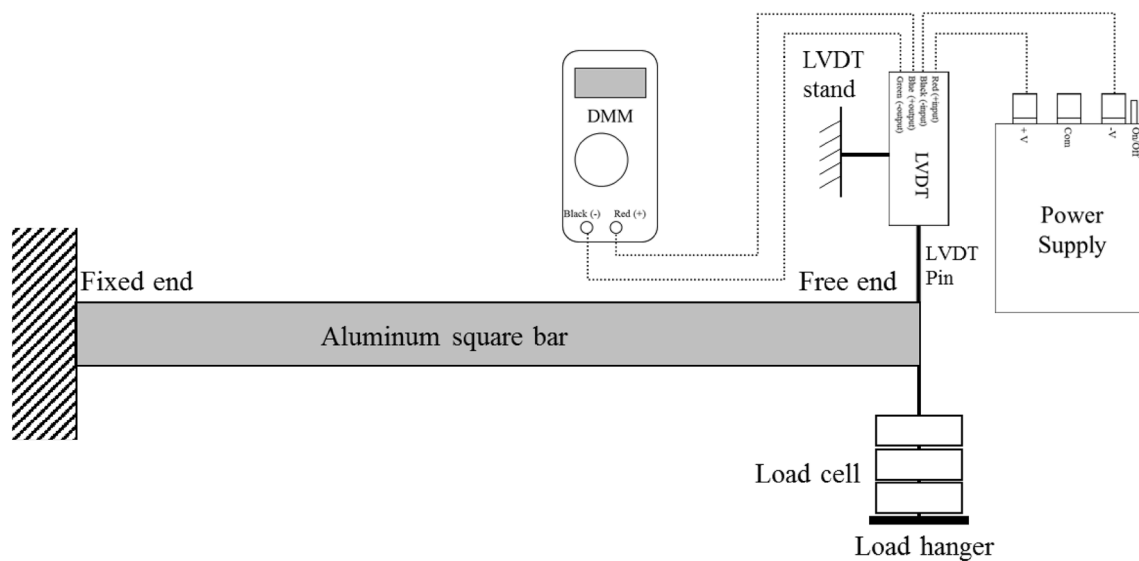 LVDT
stand
DMM
Black (-) Red (+)
Green (-output)
Blue (+output)
Black (-input)
Red (+input)
LVDT
LVDT
Pin
+V
Com
-V
On/Off
Power
Supply
Fixed end
Free end
Aluminum square bar
Load cell
Load hanger